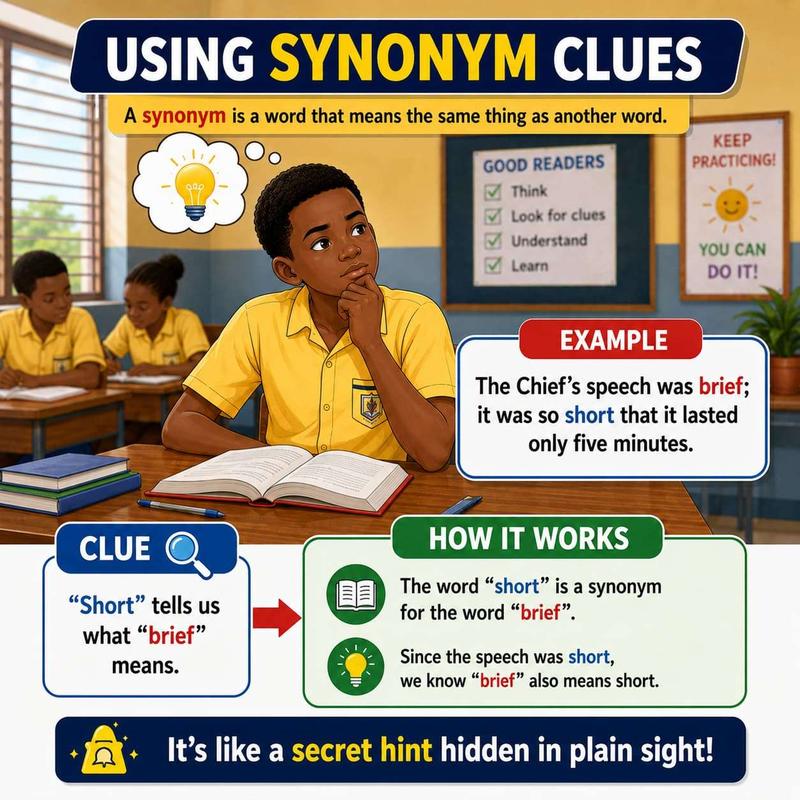 USING SYNONYM CLUES
A synonym is a word that means the same thing as another word.
GOOD READERS
Think
Look for clues
Understand
Learn
KEEP
PRACTICING!
YOU CAN
DO IT!
EXAMPLE
The Chief's speech was brief;
it was so short that it lasted
only five minutes.
CLUE
“Short” tells us
what “brief”
means.
HOW IT WORKS
The word “short” is a synonym
for the word “brief”.
Since the speech was short,
we know “brief” also means short.
It's like a secret hint hidden in plain sight!